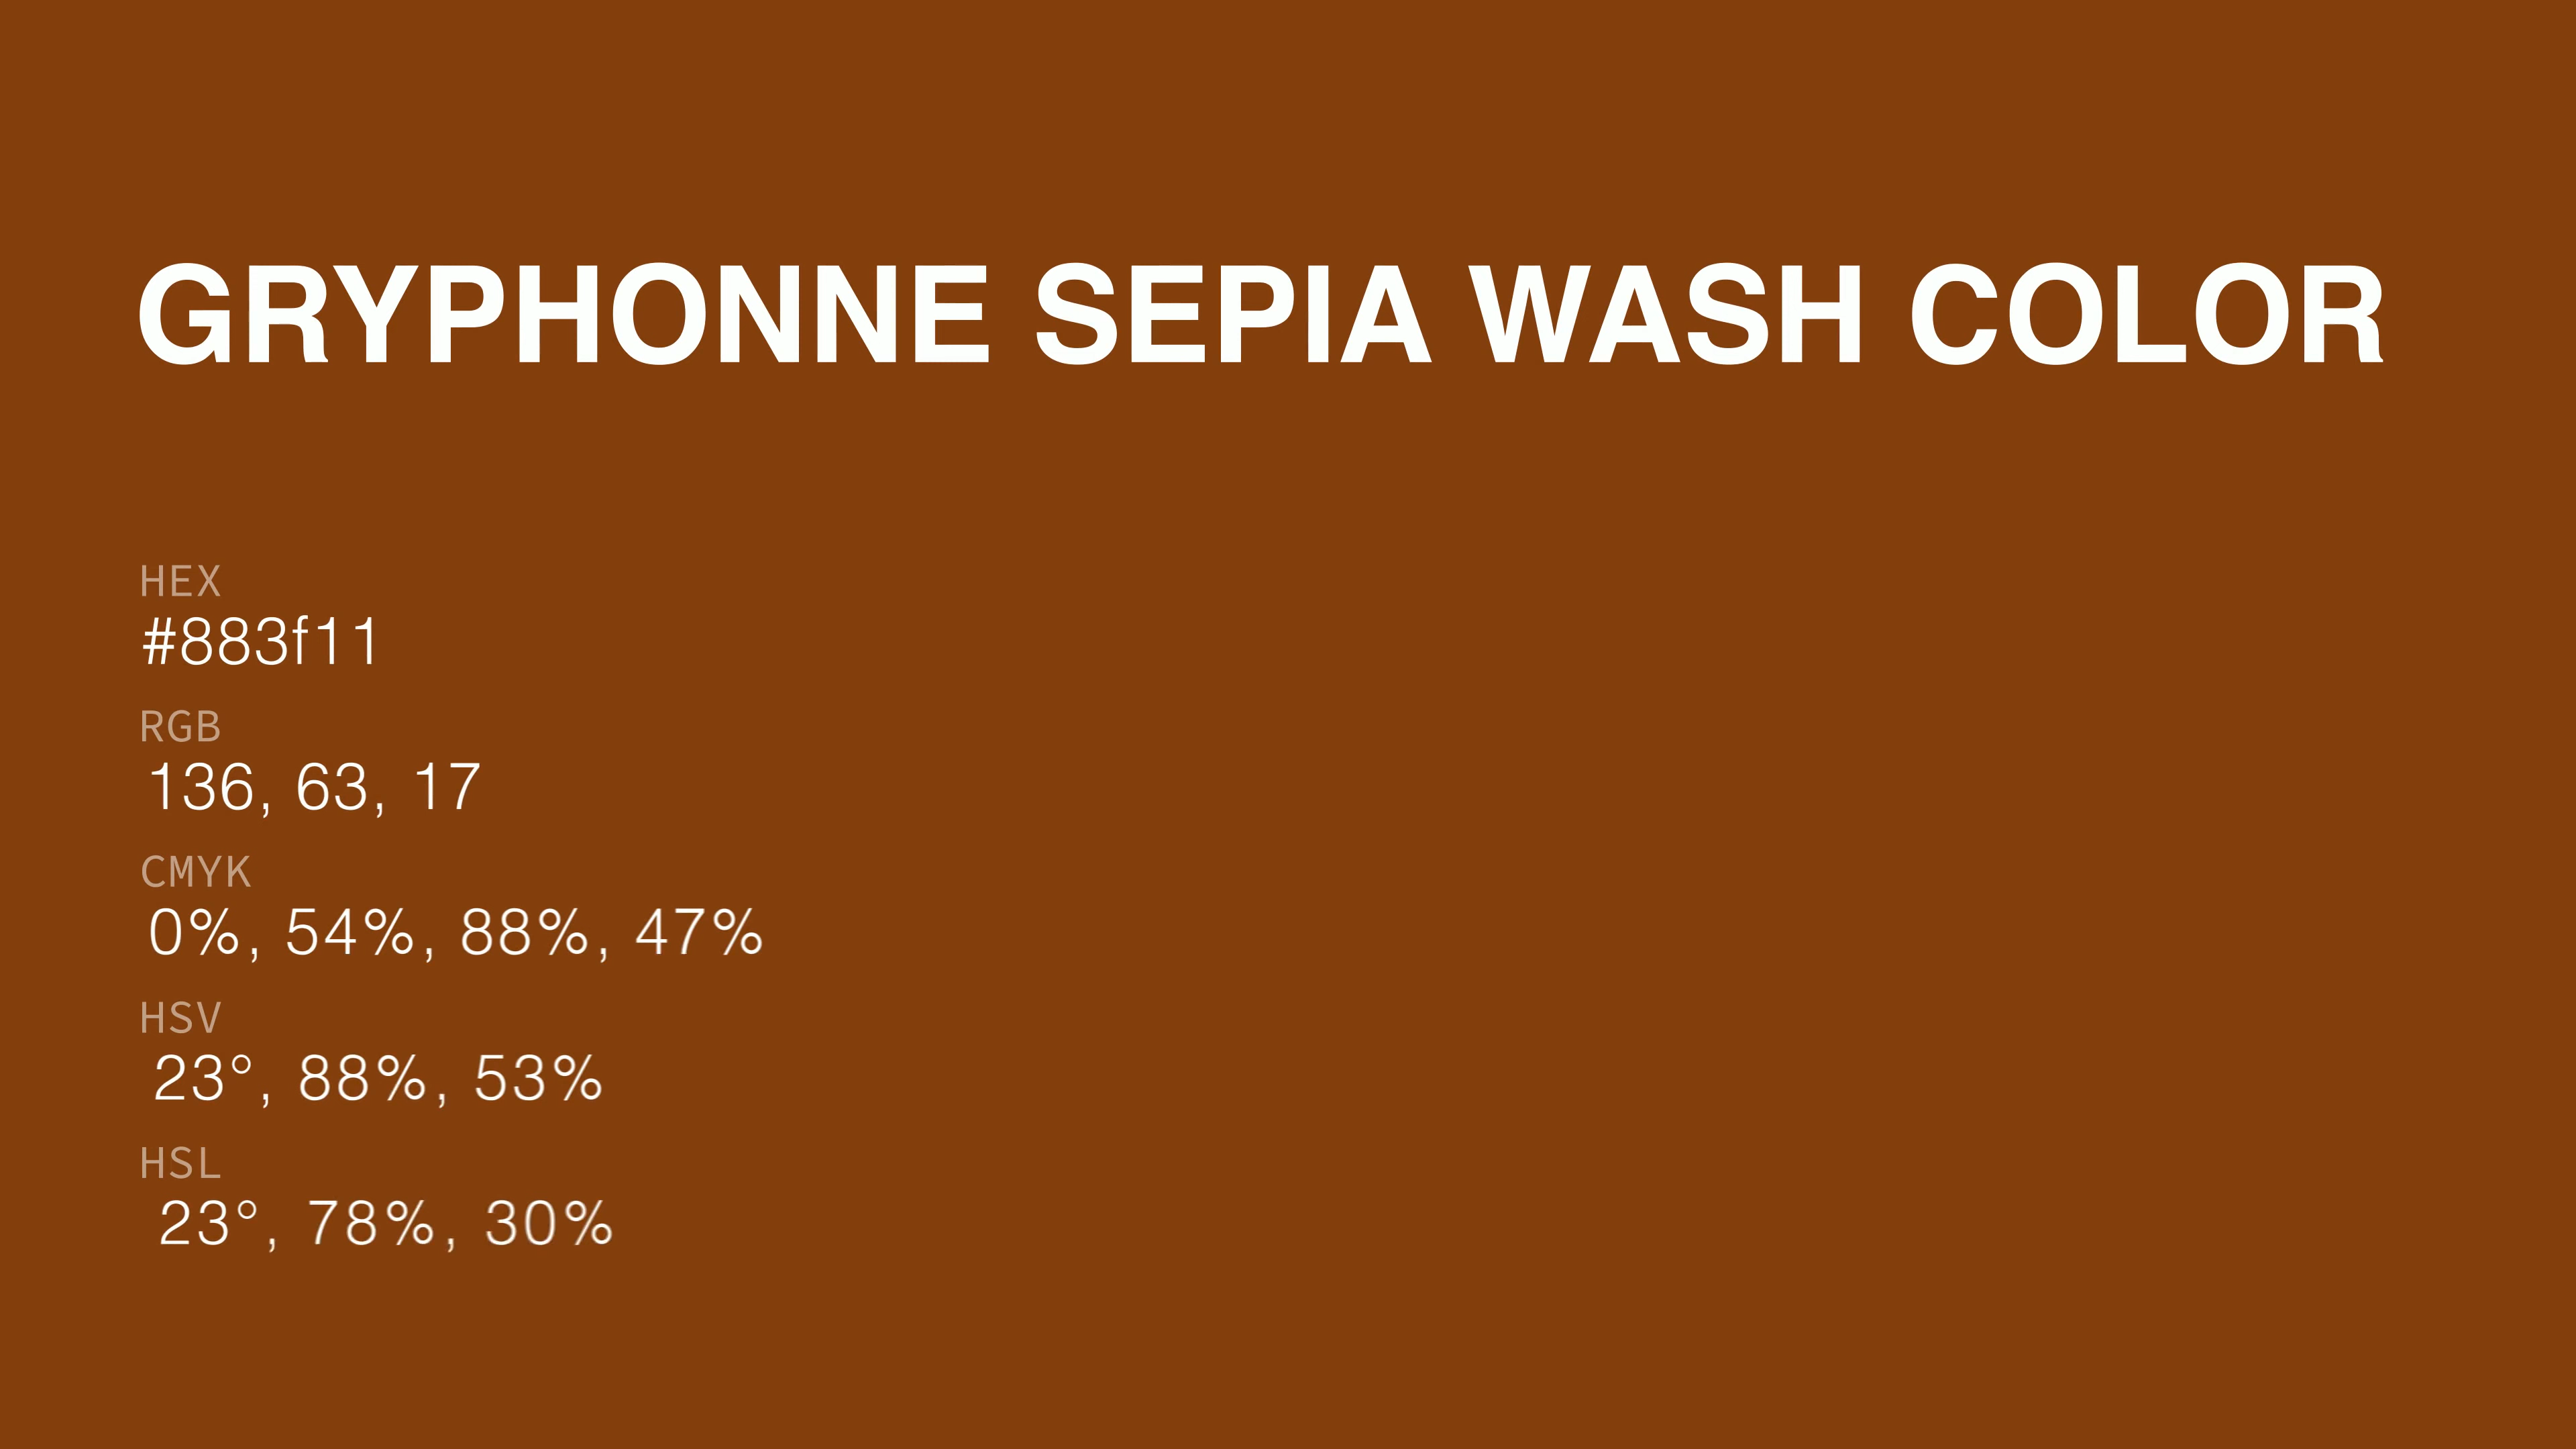 GRYPHONNE SEPIA WASH COLOR
HEX
#883f11
RGB
136, 63, 17
CMYK
0%, 54%, 88%, 47%
HSV
23°, 88%, 53%
HSL
23°, 78%, 30%